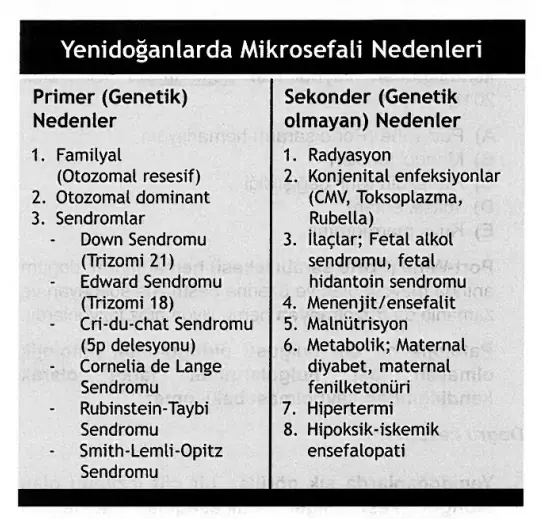 Yenidoğanlarda Mikrosefali Nedenleri
Primer (Genetik)
Nedenler
1. Familyal
(Otozomal resesif)
2. Otozomal dominant
3. Sendromlar
- Down Sendromu
(Trizomi 21)
- Edward Sendromu
(Trizomi 18)
- Cri-du-chat Sendromu
(5p delesyonu)
- Cornelia de Lange
Sendromu
- Rubinstein-Taybi
Sendromu
- Smith-Lemli-Opitz
Sendromu
Sekonder (Genetik
olmayan) Nedenler
1. Radyasyon
2. Konjenital enfeksiyonlar
(CMV, Toksoplazma,
Rubella)
3. İlaçlar; Fetal alkol
sendromu, fetal
hidantoin sendromu
4. Menenjit/ensefalit
5. Malnütrisyon
6. Metabolik; Maternal
diyabet, maternal
fenilketonüri
7. Hipertermi
8. Hipoksik-iskemik
ensefalopati